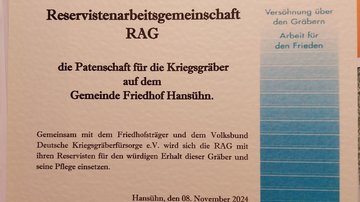 Reservistenarbeitsgemeinschaft
RAG
die Patenschaft für die Kriegsgräber
auf dem
Gemeinde Friedhof Hansühn.
Gemeinsam mit dem Friedhofsträger und dem Volksbund
Deutsche Kriegsgräberfürsorge e.V. wird sich die RAG mit
ihren Reservisten für den würdigen Erhalt dieser Gräber und
seine Pflege einsetzen.
Hansühn, den 08. November 2024
Versöhnung über
den Gräbern
Arbeit für
den Frieden